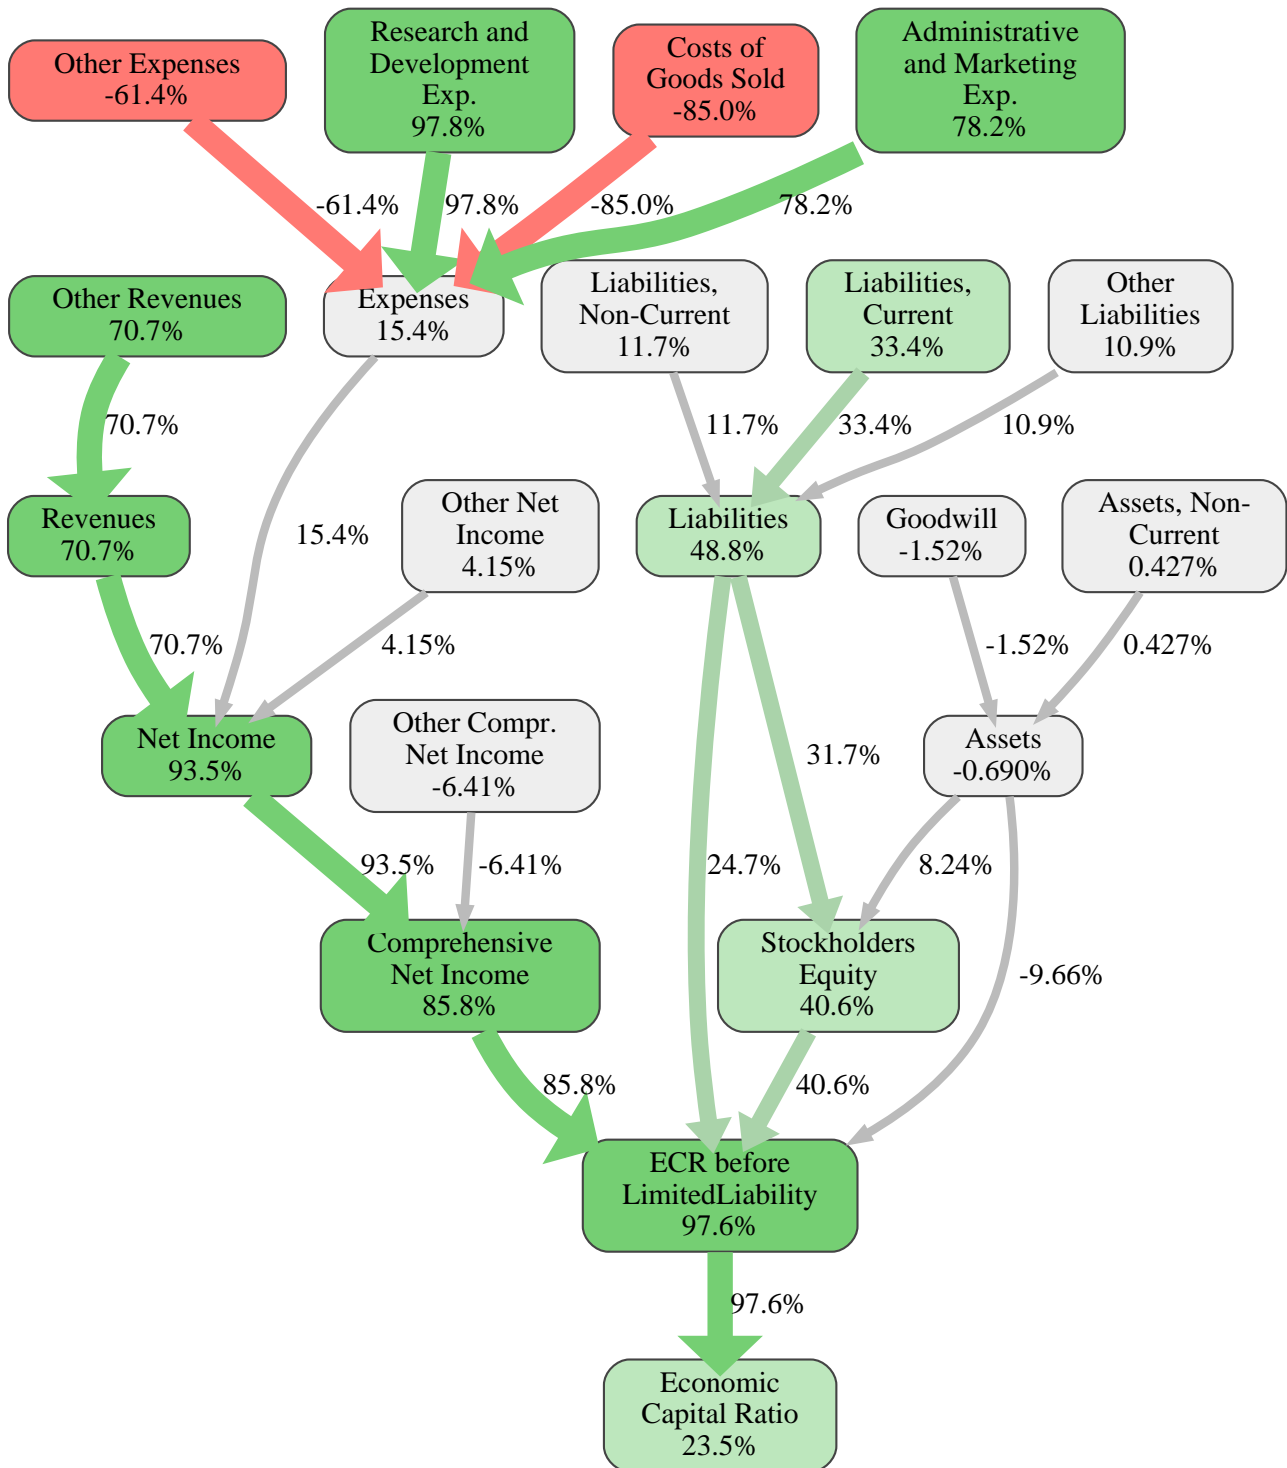 Other Expenses
-61.4%
Research and
Development
Exp.
97.8%
Costs of
Goods Sold
-85.0%
Administrative
and Marketing
Exp.
78.2%
-61.4%
97.8%
-85.0%
78.2%
Other Revenues
70.7%
Expenses
15.4%
Liabilities,
Non-Current
11.7%
Liabilities,
Current
33.4%
Other
Liabilities
10.9%
70.7%
11.7%
33.4%
10.9%
Revenues
70.7%
15.4%
Other Net
Income
4.15%
Liabilities
48.8%
Goodwill
-1.52%
Assets, Non-
Current
0.427%
70.7%
4.15%
-1.52%
0.427%
Net Income
93.5%
Other Compr.
Net Income
-6.41%
31.7%
Assets
-0.690%
93.5%
-6.41%
24.7%
8.24%
Comprehensive
Net Income
85.8%
Stockholders
Equity
40.6%
-9.66%
85.8%
40.6%
ECR before
LimitedLiability
97.6%
97.6%
Economic
Capital Ratio
23.5%